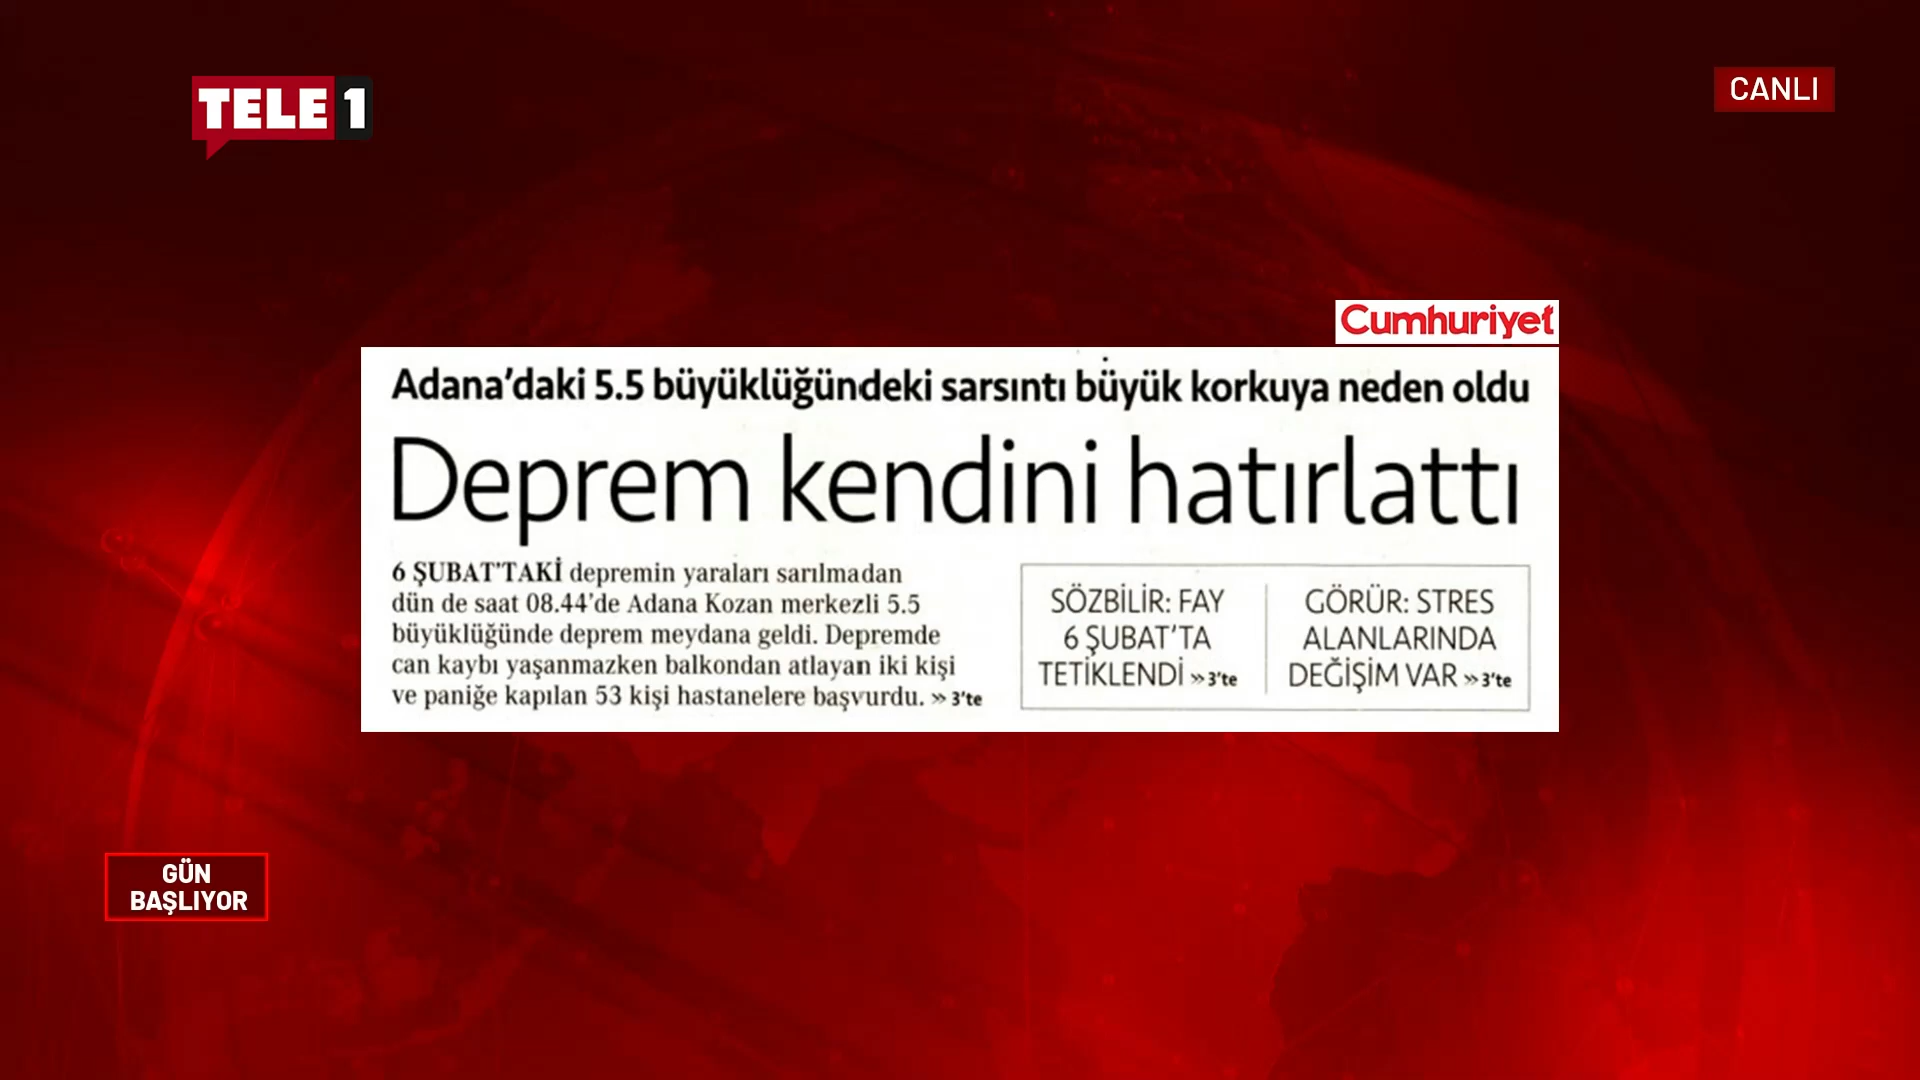 TELE 1
CANLI
Cumhuriyet
Adana'daki 5.5 büyüklüğündeki sarsıntı büyük korkuya neden oldu
Deprem kendini hatırlattı
6 ŞUBAT'TAKİ depremin yaraları sarılmadan
dün de saat 08.44'de Adana Kozan merkezli 5.5
büyüklüğünde deprem meydana geldi. Depremde
can kaybı yaşanmazken balkondan atlayan iki kişi
ve paniğe kapılan 53 kişi hastanelere başvurdu. » 3'te
SÖZBİLİR: FAY
6 ŞUBAT'TA
TETİKLENDİ » 3'te
GÖRÜR: STRES
ALANLARINDA
DEĞİŞİM VAR » 3'te
GÜN
BAŞLIYOR